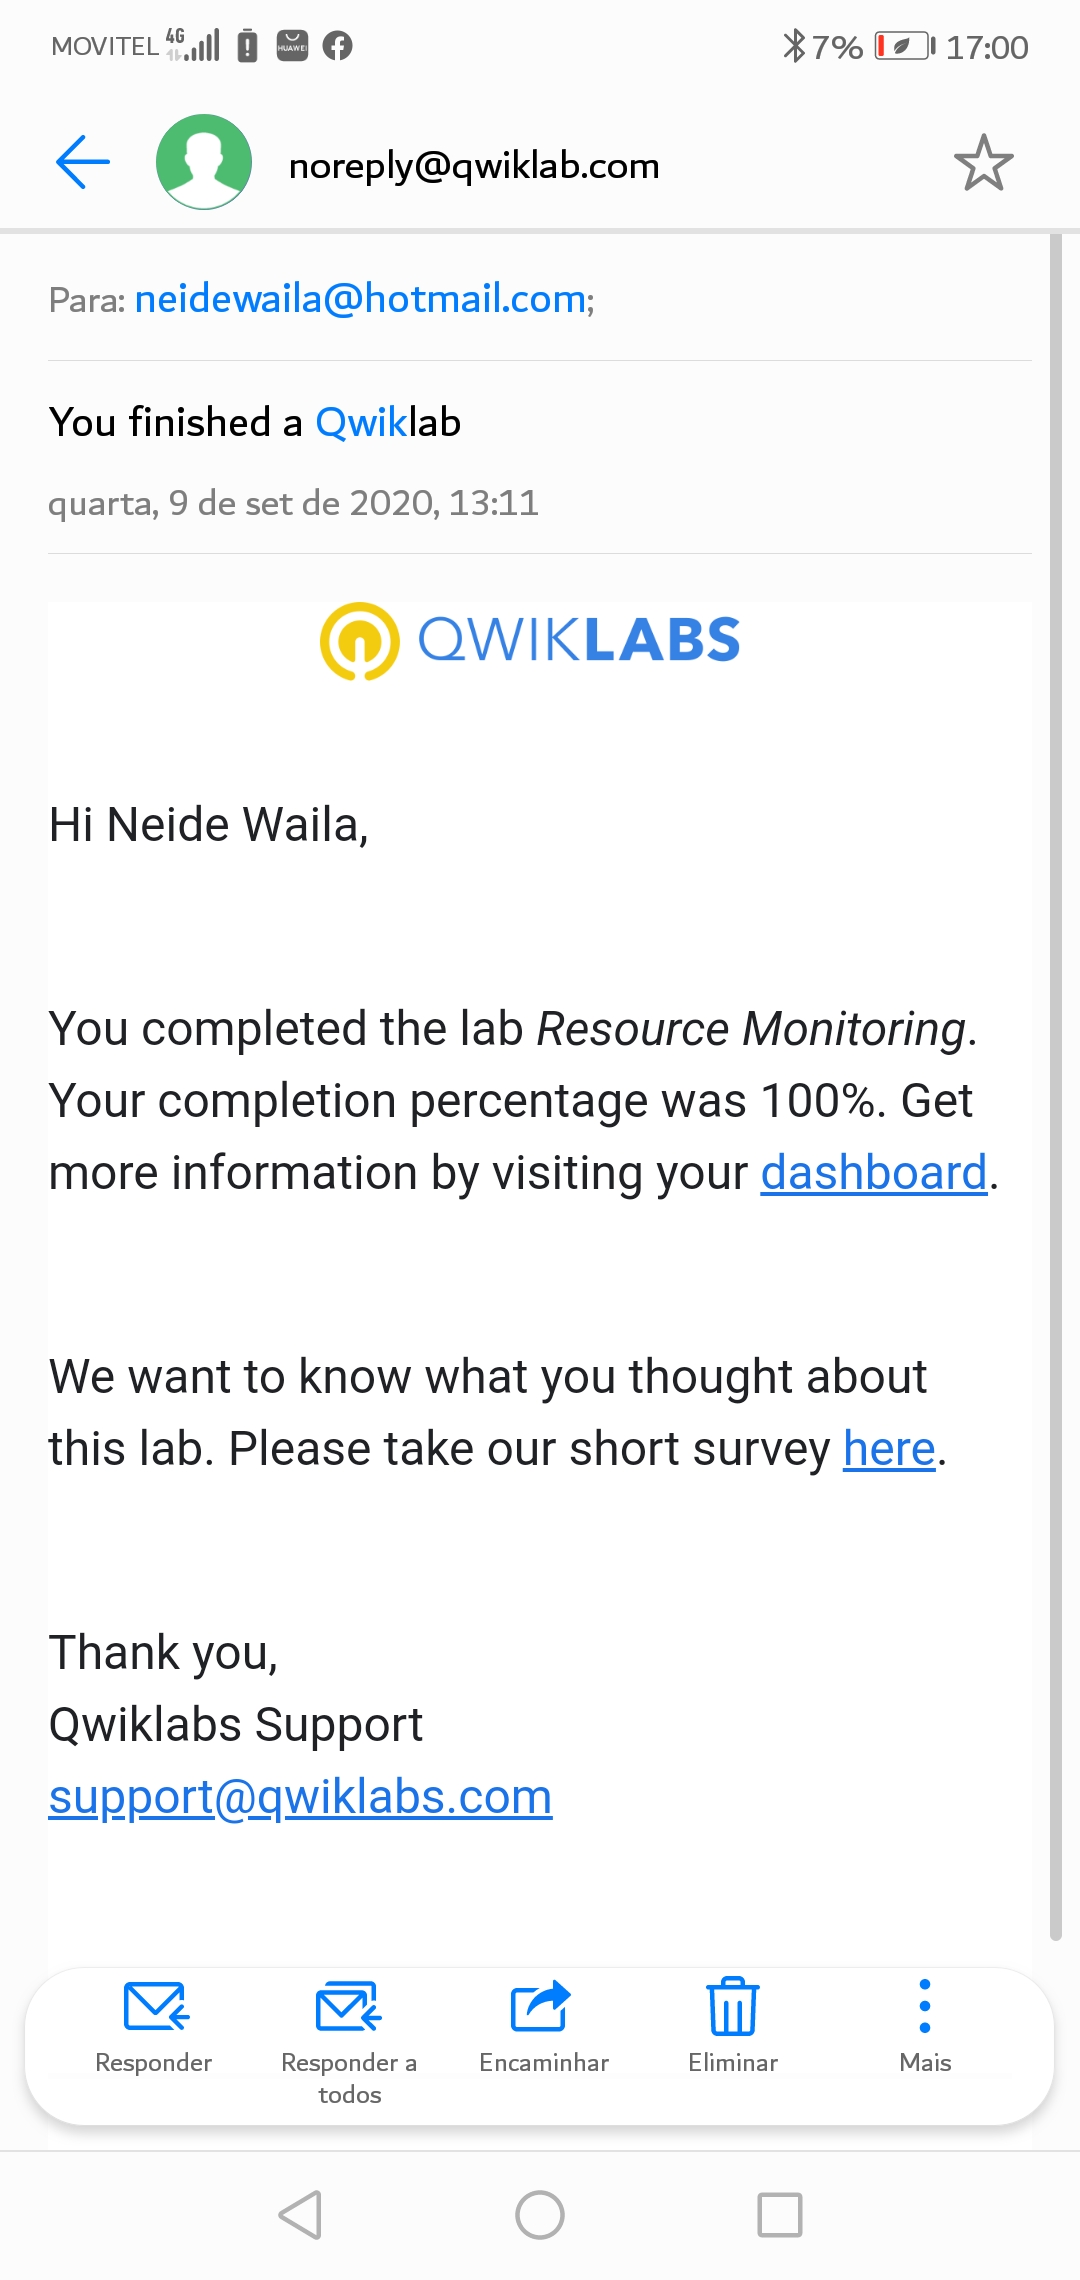 MOVITEL 4G HUAWEI 7% 17:00
noreply@qwiklab.com
Para: neidewaila@hotmail.com;
You finished a Qwiklab
quarta, 9 de set de 2020, 13:11
QWIKLABS
Hi Neide Waila,
You completed the lab Resource Monitoring.
Your completion percentage was 100%. Get
more information by visiting your dashboard.
We want to know what you thought about
this lab. Please take our short survey here.
Thank you,
Qwiklabs Support
support@qwiklabs.com
Responder Responder a todos Encaminhar Eliminar Mais